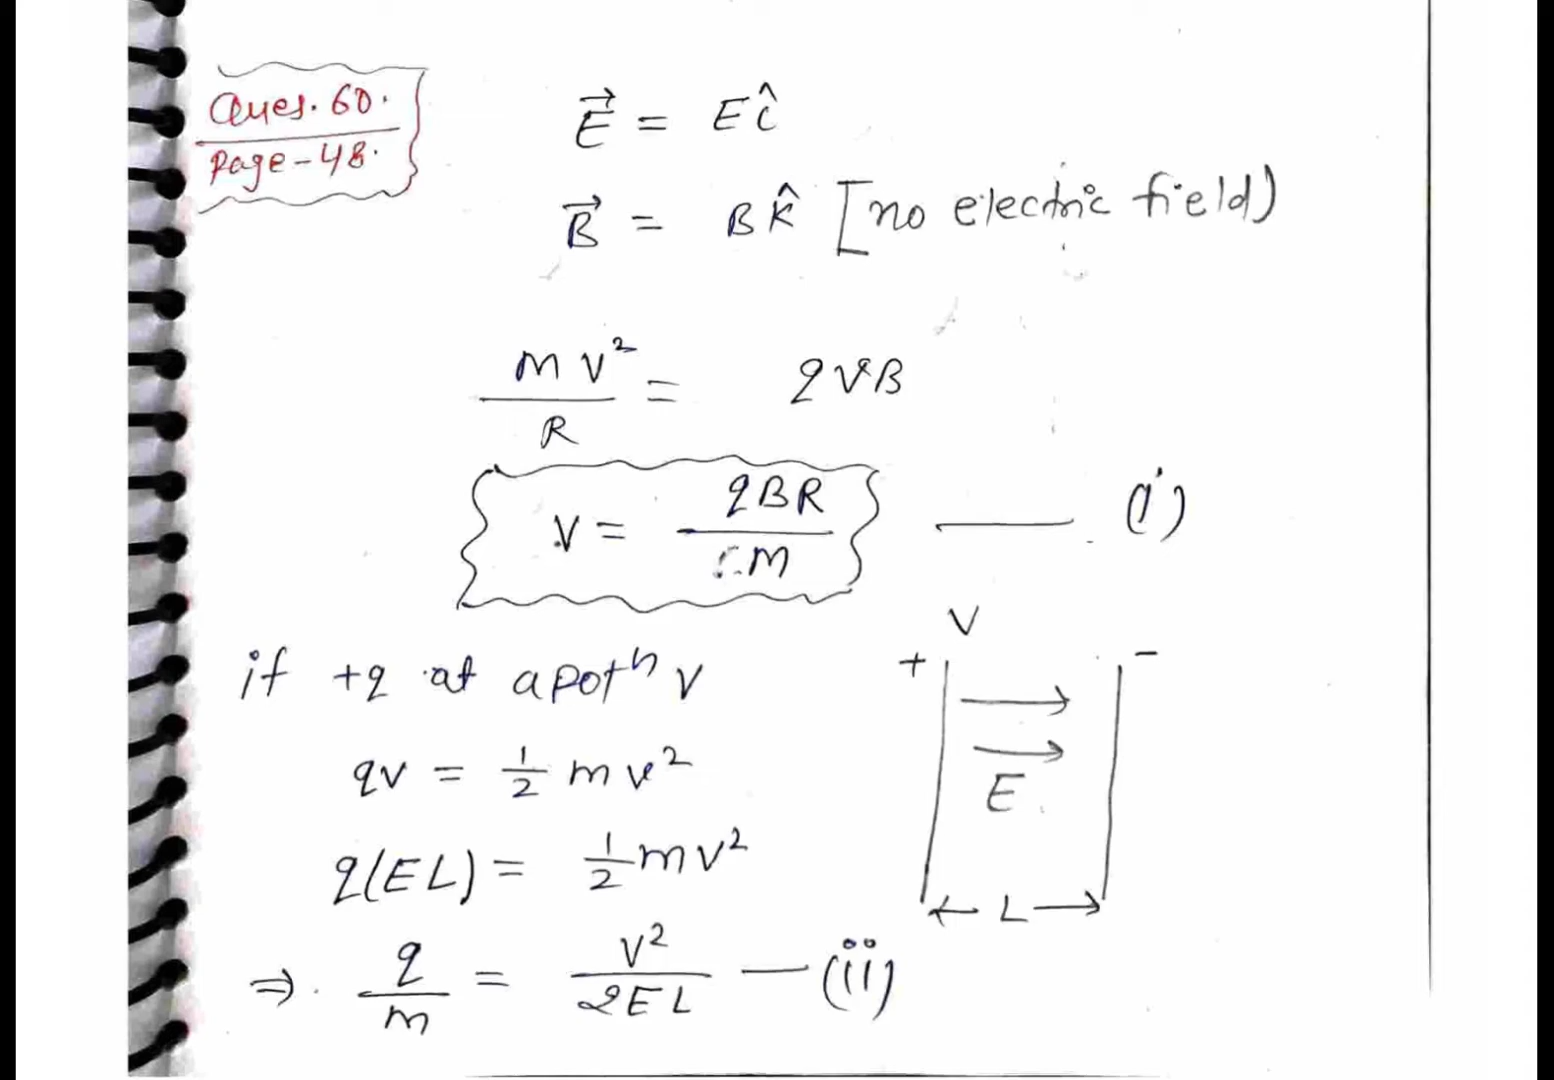 Ques. 60.
Page-48.
E⃗ = E î
B⃗ = B k̂ [no electric field)
mv²/R = qvB
v = qBR/m — (i)
if +q at a potⁿ V
qv = 1/2 mv²
q(EL) = 1/2 mv²
⇒ q/m = v²/2EL — (ii)
V
+ -
E
L